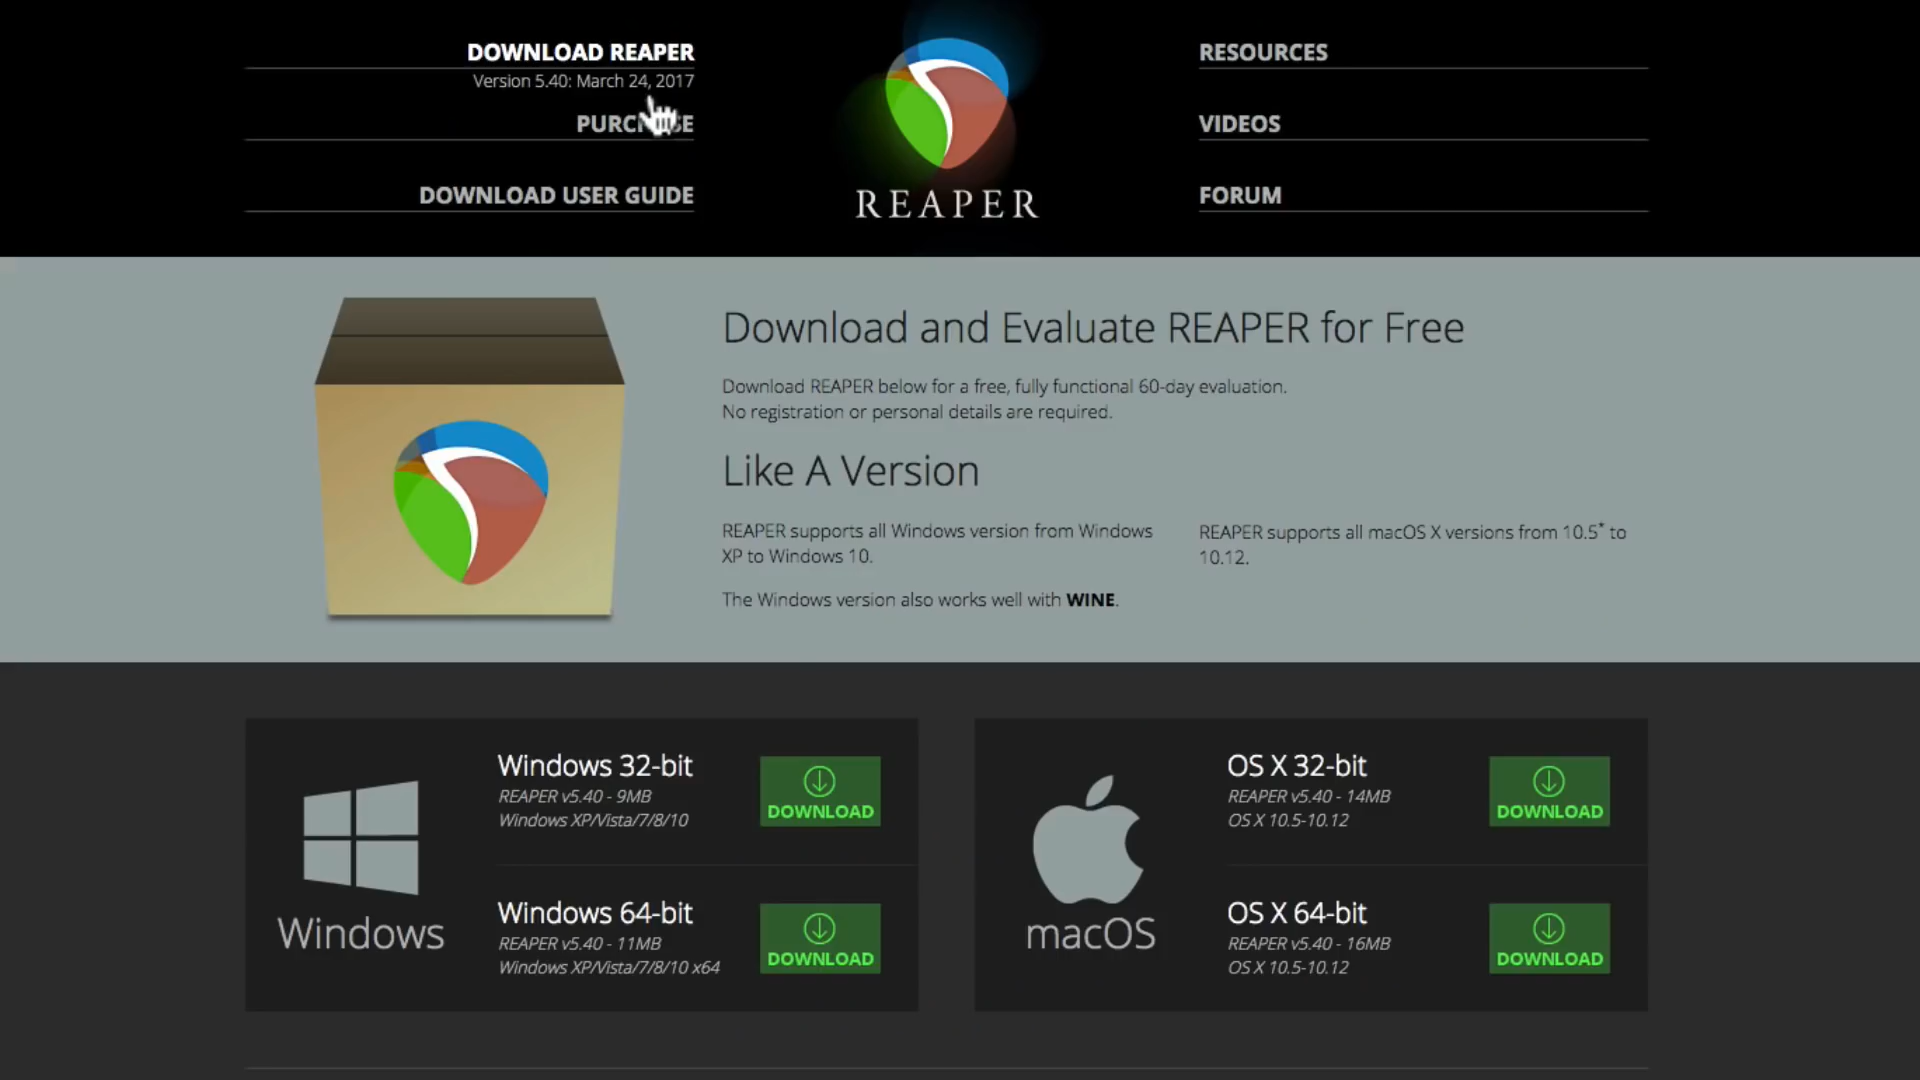 DOWNLOAD REAPER
Version 5.40: March 24, 2017
PURCHASE
DOWNLOAD USER GUIDE
REAPER
RESOURCES
VIDEOS
FORUM
Download and Evaluate REAPER for Free
Download REAPER below for a free, fully functional 60-day evaluation.
No registration or personal details are required.
Like A Version
REAPER supports all Windows version from Windows
XP to Windows 10.
The Windows version also works well with WINE.
REAPER supports all macOS X versions from 10.5* to
10.12.
Windows
Windows 32-bit
REAPER v5.40 - 9MB
Windows XP/Vista/7/8/10
DOWNLOAD
Windows 64-bit
REAPER v5.40 - 11MB
Windows XP/Vista/7/8/10 x64
DOWNLOAD
macOS
OS X 32-bit
REAPER v5.40 - 14MB
OS X 10.5-10.12
DOWNLOAD
OS X 64-bit
REAPER v5.40 - 16MB
OS X 10.5-10.12
DOWNLOAD